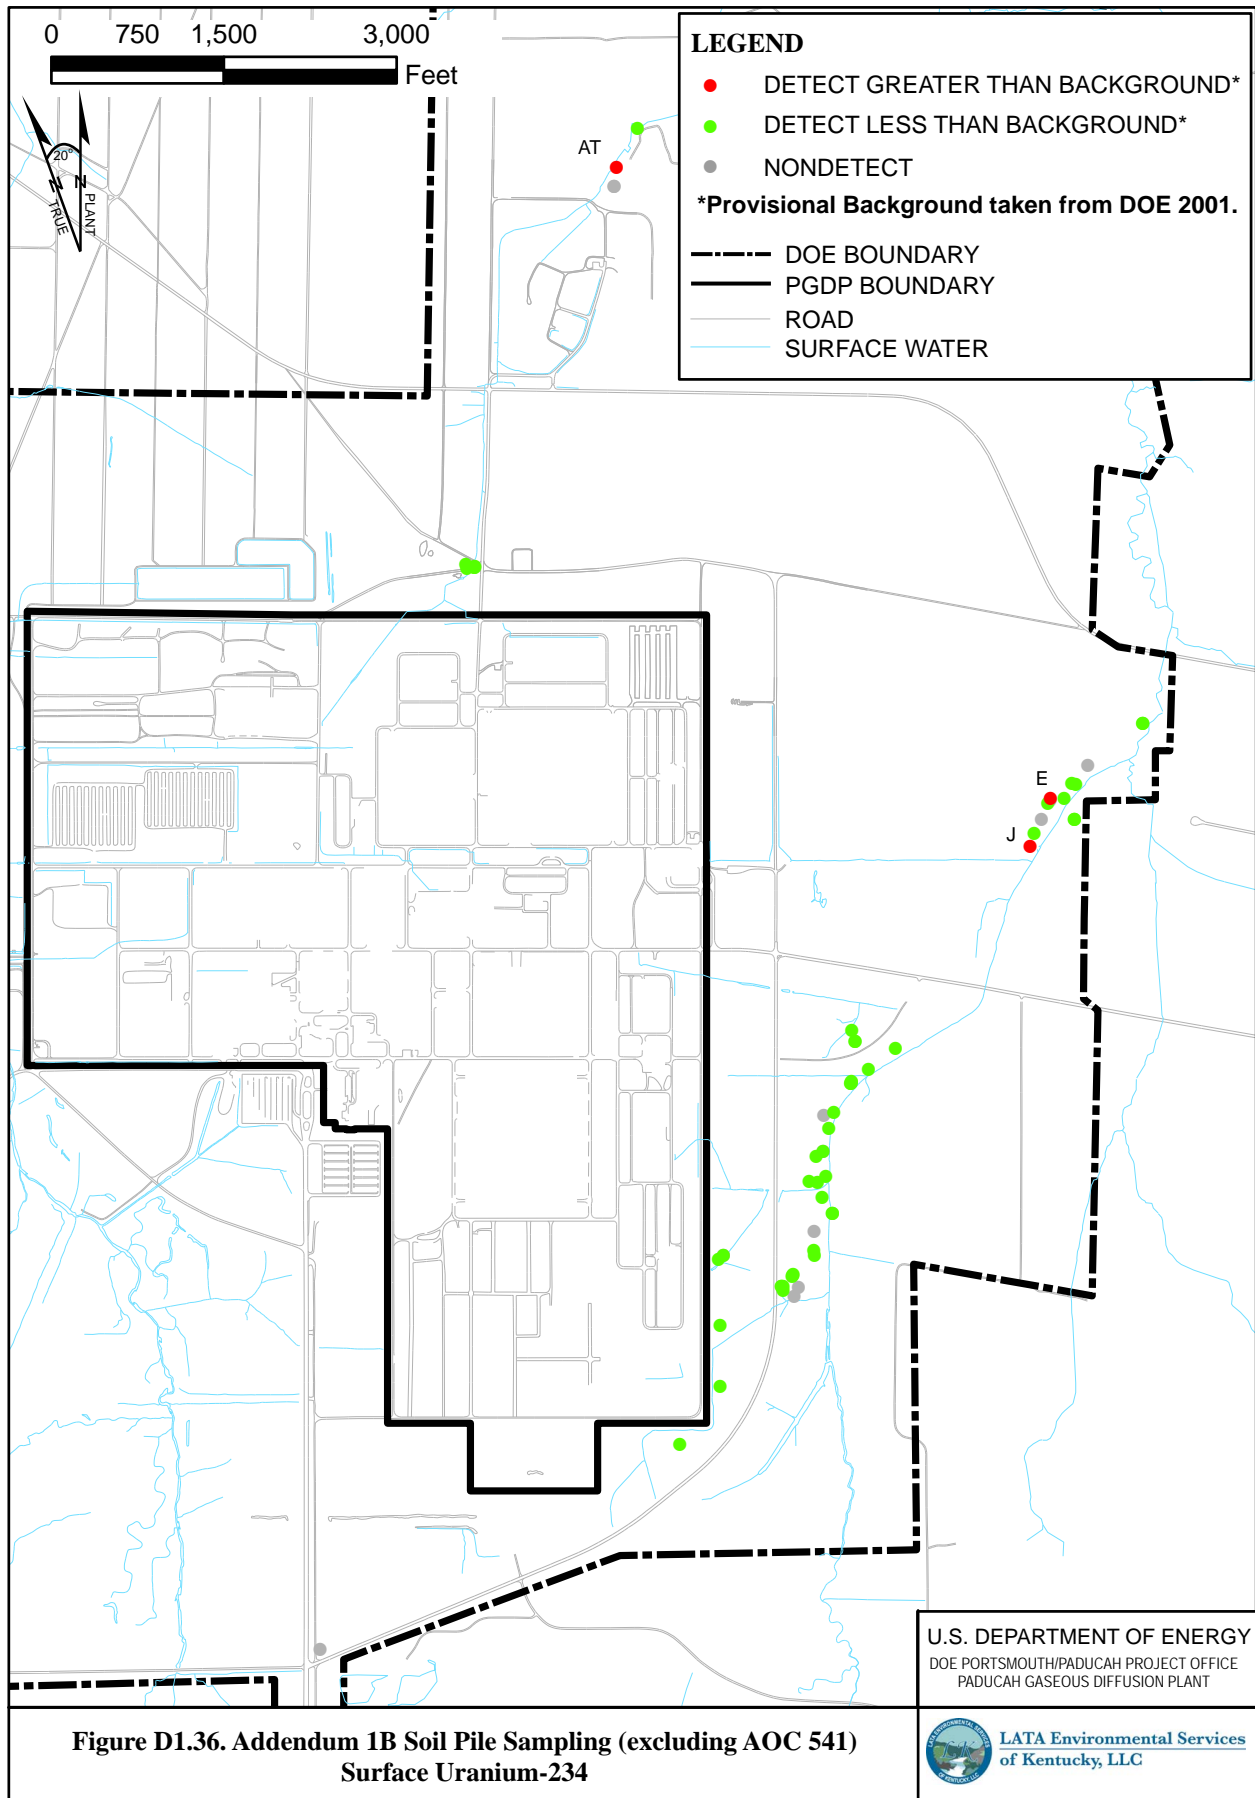 0 750 1,500 3,000
Feet
20°
N
TRUE
N
PLANT
LEGEND
DETECT GREATER THAN BACKGROUND*
DETECT LESS THAN BACKGROUND*
NONDETECT
*Provisional Background taken from DOE 2001.
DOE BOUNDARY
PGDP BOUNDARY
ROAD
SURFACE WATER
AT
E
J
U.S. DEPARTMENT OF ENERGY
DOE PORTSMOUTH/PADUCAH PROJECT OFFICE
PADUCAH GASEOUS DIFFUSION PLANT
Figure D1.36. Addendum 1B Soil Pile Sampling (excluding AOC 541)
Surface Uranium-234
LATA Environmental Services
of Kentucky, LLC